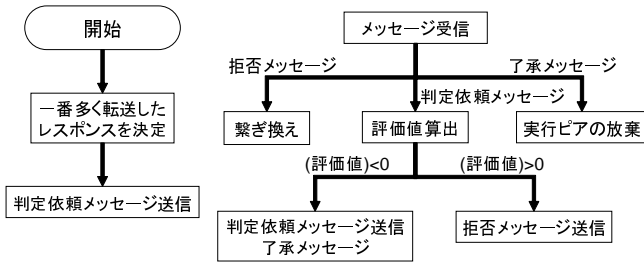 開始
一番多く転送した
レスポンスを決定
判定依頼メッセージ送信
メッセージ受信
拒否メッセージ
了承メッセージ
判定依頼メッセージ
繋ぎ換え
評価値算出
実行ピアの放棄
(評価値)<0
(評価値)>0
判定依頼メッセージ送信
了承メッセージ
拒否メッセージ送信